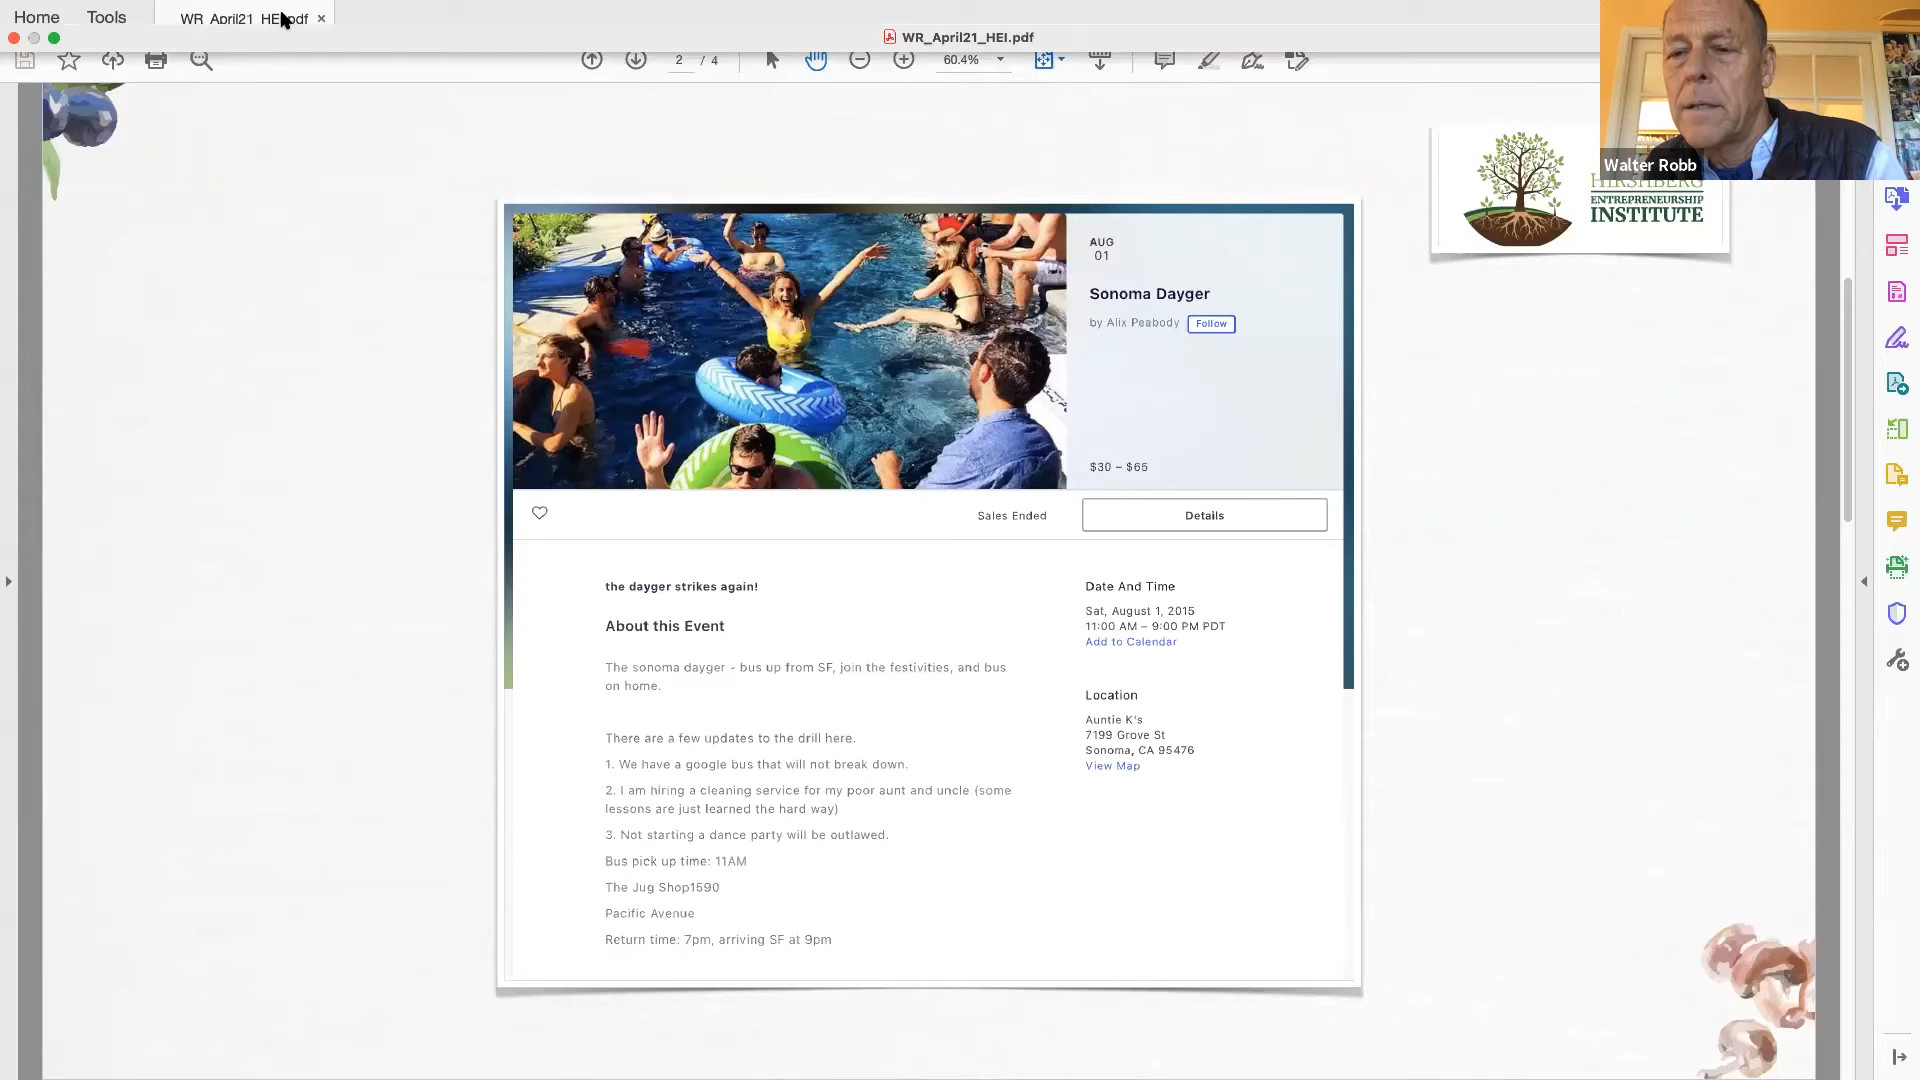 Home
Tools
WR_April21_HEI.pdf
×
WR_April21_HEI.pdf
2 / 4
60.4%
Walter Robb
HIRSHBERG
ENTREPRENEURSHIP
INSTITUTE
AUG
01
Sonoma Dayger
by Alix Peabody
Follow
$30 – $65
Sales Ended
Details
the dayger strikes again!
About this Event
The sonoma dayger - bus up from SF, join the festivities, and bus
on home.
There are a few updates to the drill here.
1. We have a google bus that will not break down.
2. I am hiring a cleaning service for my poor aunt and uncle (some
lessons are just learned the hard way)
3. Not starting a dance party will be outlawed.
Bus pick up time: 11AM
The Jug Shop1590
Pacific Avenue
Return time: 7pm, arriving SF at 9pm
Date And Time
Sat, August 1, 2015
11:00 AM – 9:00 PM PDT
Add to Calendar
Location
Auntie K's
7199 Grove St
Sonoma, CA 95476
View Map